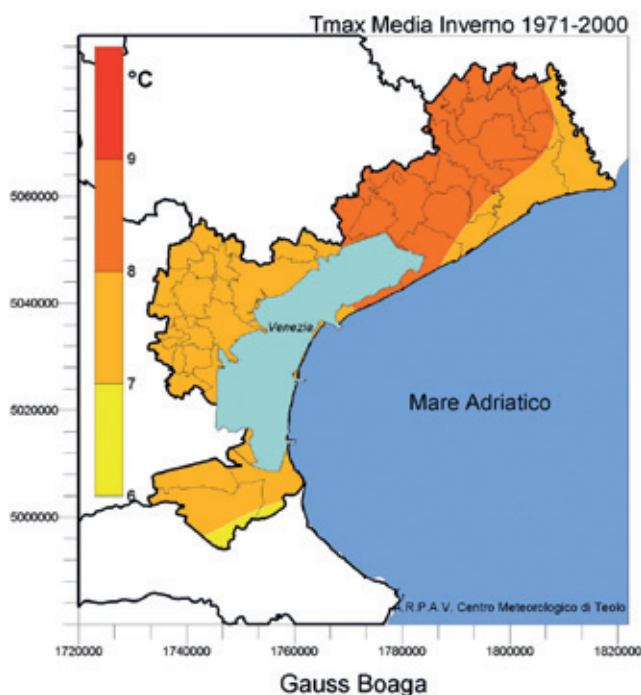 Tmax Media Inverno 1971-2000
°C
9
8
7
6
5060000
5040000
5020000
5000000
Venezia
Mare Adriatico
A.R.P.A.V. Centro Meteorologico di Teolo
1720000 1740000 1760000 1780000 1800000
Gauss Boaga